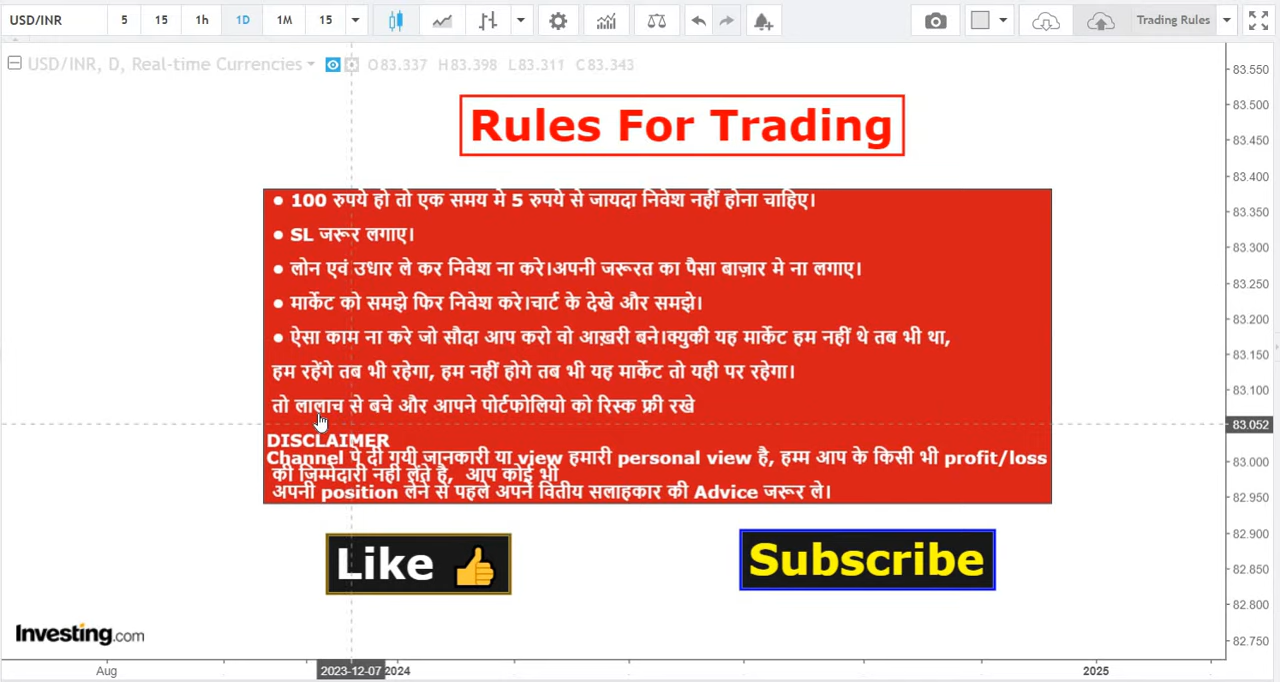 USD/INR 5 15 1h 1D 1M 15 Trading Rules
USD/INR, D, Real-time Currencies O83.337 H83.398 L83.311 C83.343
Rules For Trading
● 100 रुपये हो तो एक समय मे 5 रुपये से जायदा निवेश नहीं होना चाहिए।
● SL जरूर लगाए।
● लोन एवं उधार ले कर निवेश ना करे।अपनी जरूरत का पैसा बाज़ार मे ना लगाए।
● मार्केट को समझे फिर निवेश करे।चार्ट के देखे और समझे।
● ऐसा काम ना करे जो सौदा आप करो वो आख़री बने।क्युकी यह मार्केट हम नहीं थे तब भी था,
हम रहेंगे तब भी रहेगा, हम नहीं होगे तब भी यह मार्केट तो यही पर रहेगा।
तो लालाच से बचे और आपने पोर्टफोलियो को रिस्क फ्री रखे
DISCLAIMER
Channel पे दी गयी जानकारी या view हमारी personal view है, हम्म आप के किसी भी profit/loss
की ज़िम्मेदारी नही लेंते है, आप कोई भी
अपनी position लेने से पहले अपने वितीय सलाहकार की Advice जरूर ले।
Like 👍
Subscribe
Investing.com
83.550
83.500
83.450
83.400
83.350
83.300
83.250
83.200
83.150
83.100
83.052
83.000
82.950
82.900
82.850
82.800
82.750
Aug 2023-12-07 2024 2025